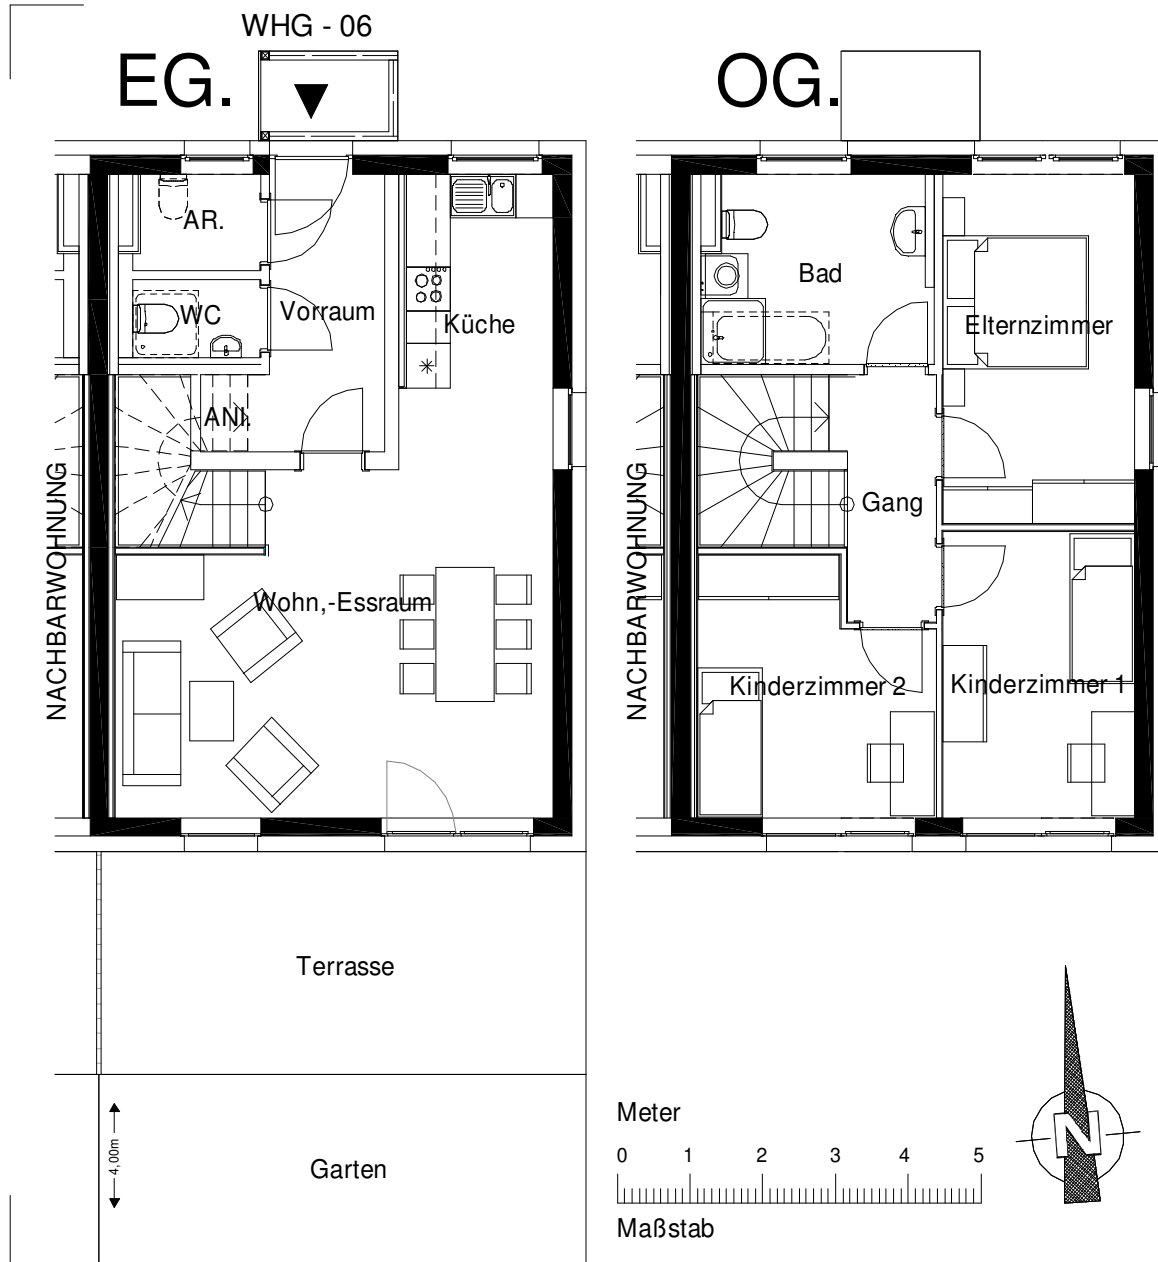 WHG - 06
EG.
OG.
AR.
WC
Vorraum
Küche
ANI.
NACHBARWOHNUNG
Wohn,-Essraum
Terrasse
4,00m
Garten
Bad
Elternzimmer
Gang
NACHBARWOHNUNG
Kinderzimmer 2
Kinderzimmer 1
Meter
0 1 2 3 4 5
Maßstab
N